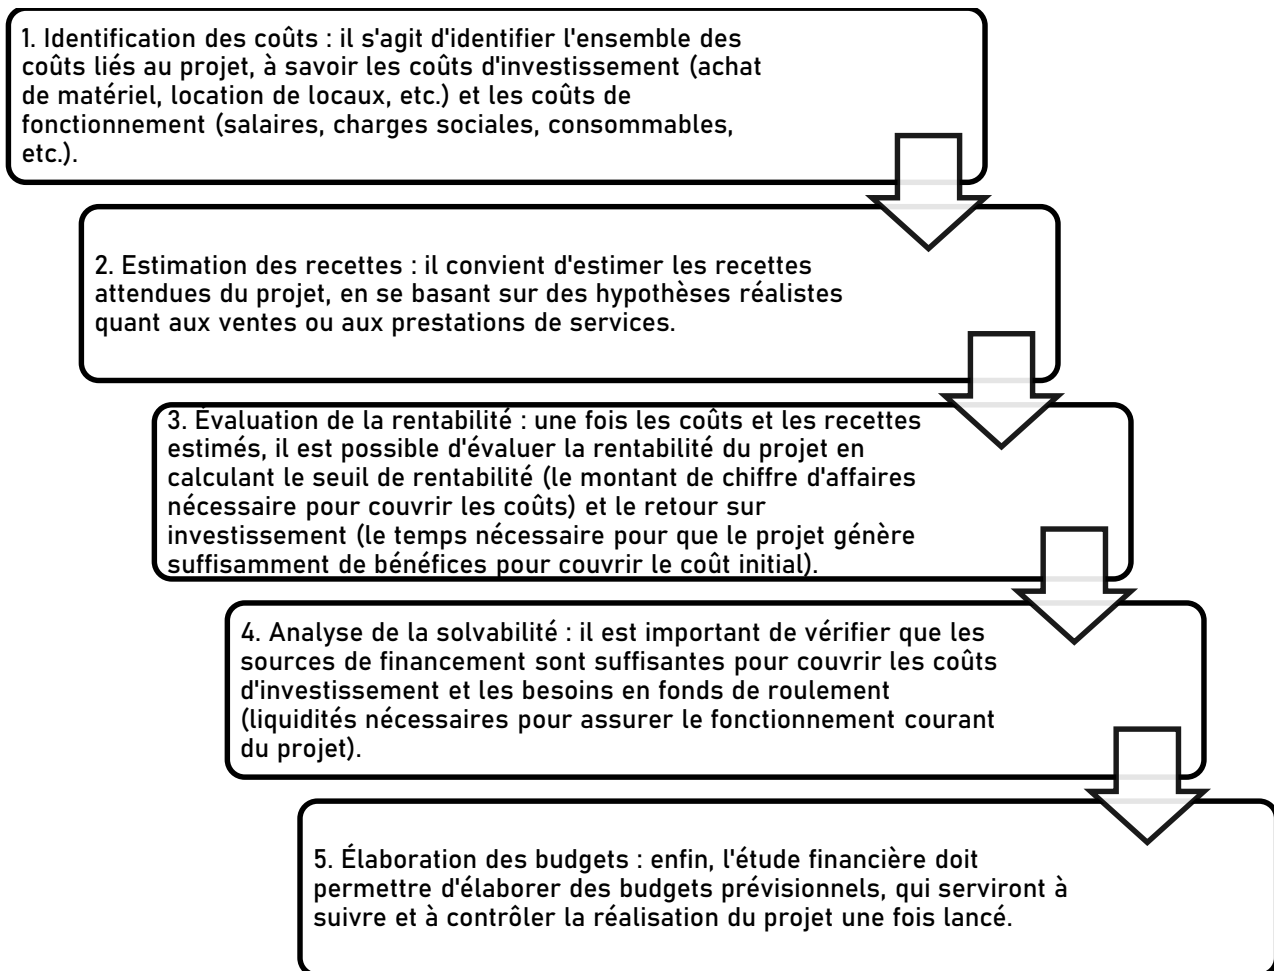 1. Identification des coûts : il s'agit d'identifier l'ensemble des
coûts liés au projet, à savoir les coûts d'investissement (achat
de matériel, location de locaux, etc.) et les coûts de
fonctionnement (salaires, charges sociales, consommables,
etc.).
2. Estimation des recettes : il convient d'estimer les recettes
attendues du projet, en se basant sur des hypothèses réalistes
quant aux ventes ou aux prestations de services.
3. Évaluation de la rentabilité : une fois les coûts et les recettes
estimés, il est possible d'évaluer la rentabilité du projet en
calculant le seuil de rentabilité (le montant de chiffre d'affaires
nécessaire pour couvrir les coûts) et le retour sur
investissement (le temps nécessaire pour que le projet génère
suffisamment de bénéfices pour couvrir le coût initial).
4. Analyse de la solvabilité : il est important de vérifier que les
sources de financement sont suffisantes pour couvrir les coûts
d'investissement et les besoins en fonds de roulement
(liquidités nécessaires pour assurer le fonctionnement courant
du projet).
5. Élaboration des budgets : enfin, l'étude financière doit
permettre d'élaborer des budgets prévisionnels, qui serviront à
suivre et à contrôler la réalisation du projet une fois lancé.